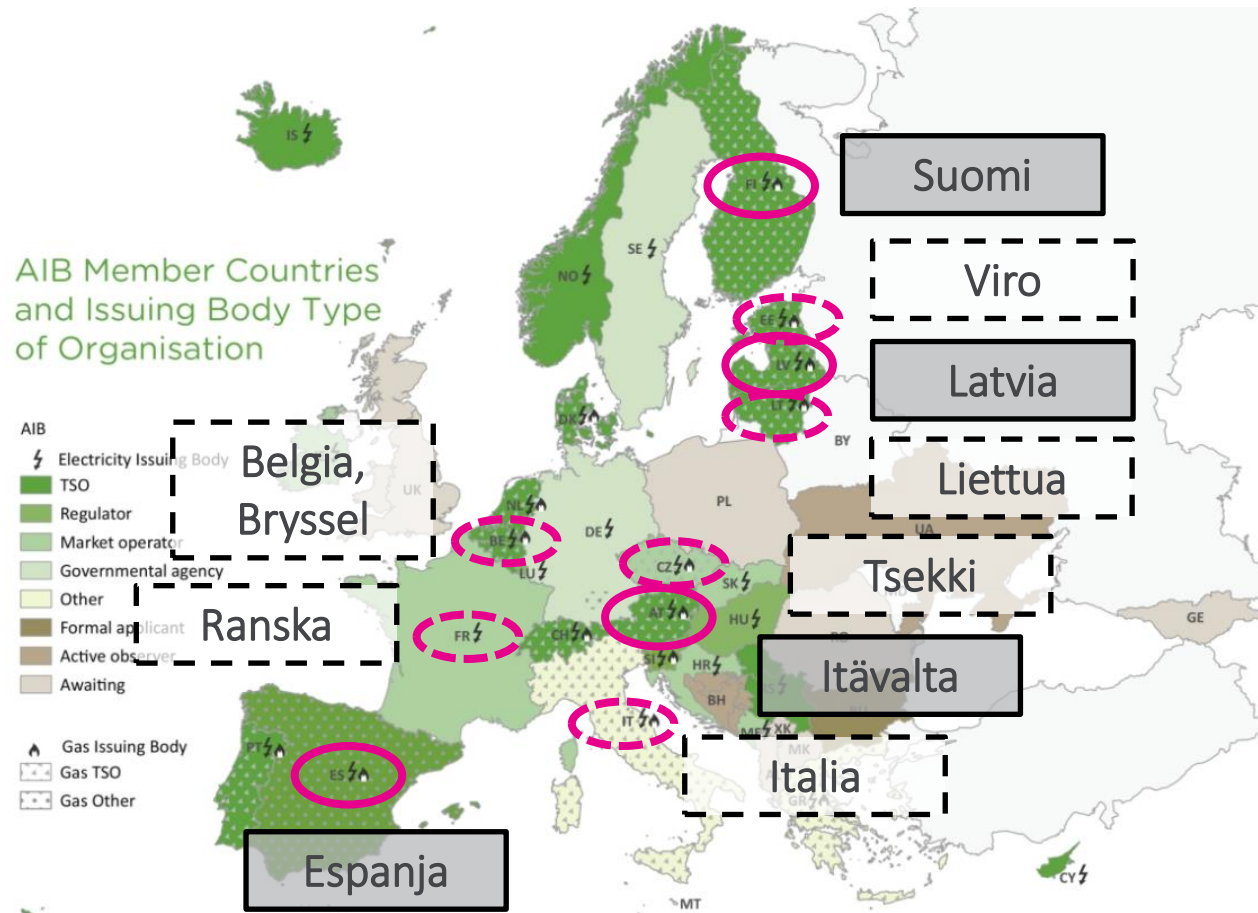 AIB Member Countries
and Issuing Body Type
of Organisation
AIB
Electricity Issuing Body
TSO
Regulator
Market operator
Governmental agency
Other
Formal applicant
Active observer
Awaiting
Gas Issuing Body
Gas TSO
Gas Other
IS
FI
SE
NO
EE
LV
LT
DK
BY
UK
NL
BE
LU
DE
PL
UA
CZ
SK
AT
HU
FR
CH
SI
HR
BH
ME
XK
MK
GE
IT
PT
ES
GR
MT
CY
Suomi
Viro
Latvia
Liettua
Belgia,
Bryssel
Tsekki
Ranska
Itävalta
Italia
Espanja